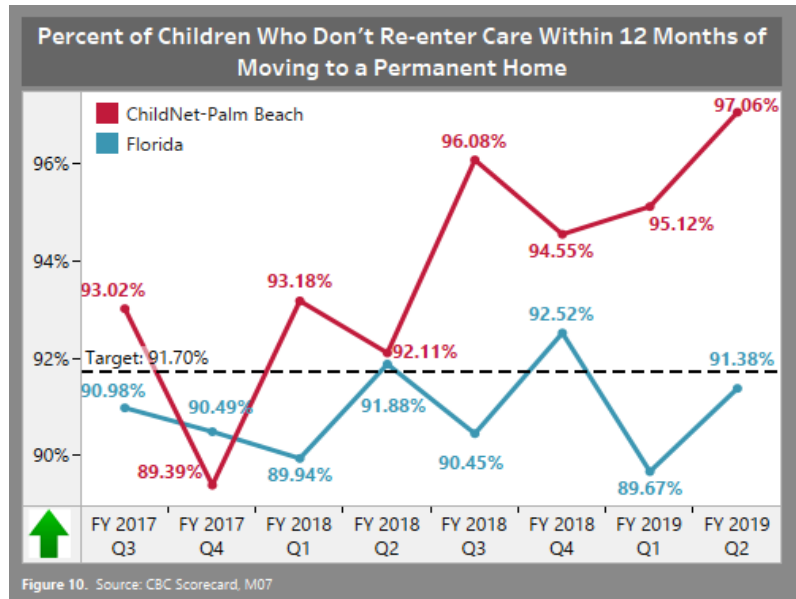 Percent of Children Who Don't Re-enter Care Within 12 Months of
Moving to a Permanent Home
ChildNet-Palm Beach
Florida
96%
94%
92%
90%
97.06%
96.08%
95.12%
94.55%
93.18%
93.02%
92.52%
92.11%
Target: 91.70%
91.38%
90.98%
90.49%
91.88%
90.45%
89.39%
89.94%
89.67%
FY 2017 Q3
FY 2017 Q4
FY 2018 Q1
FY 2018 Q2
FY 2018 Q3
FY 2018 Q4
FY 2019 Q1
FY 2019 Q2
Figure 10. Source: CBC Scorecard, M07